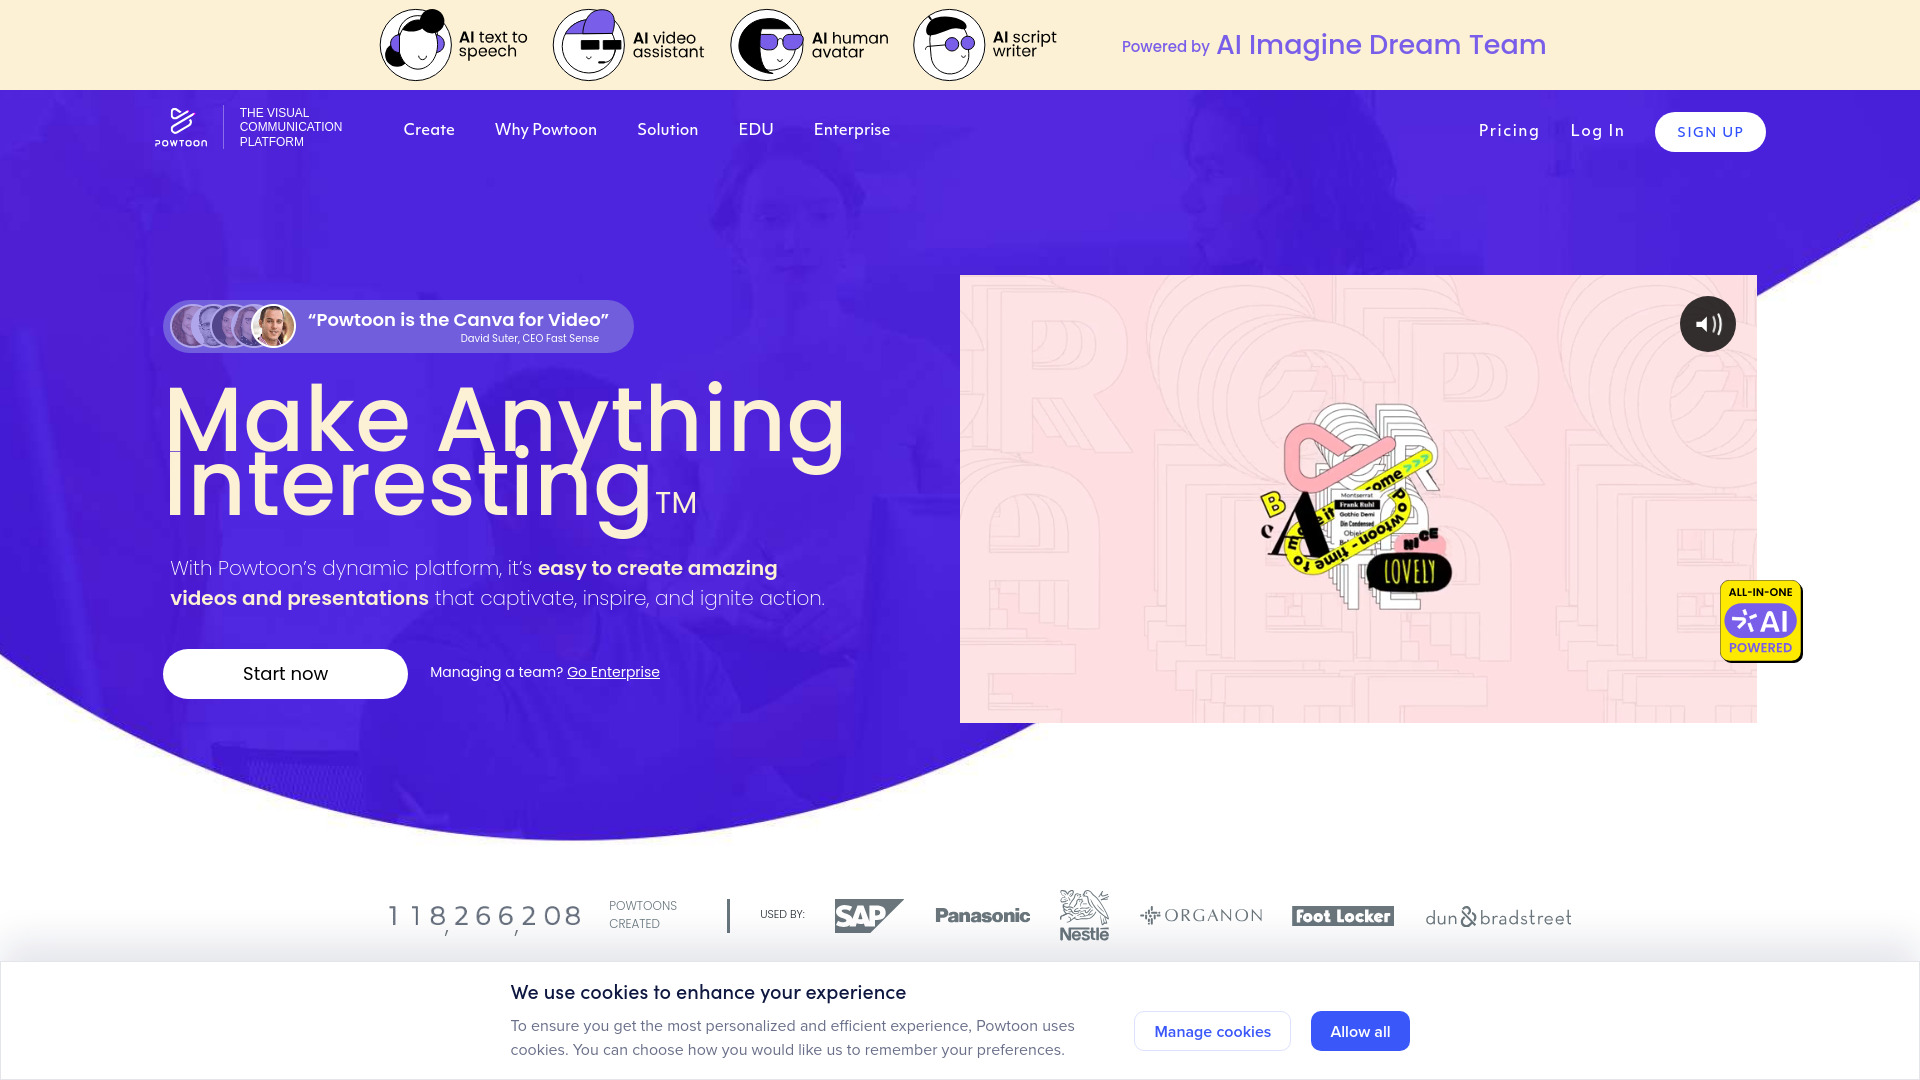 AI text to
speech
AI video
assistant
AI human
avatar
AI script
writer
Powered by AI Imagine Dream Team
POWTOON
THE VISUAL
COMMUNICATION
PLATFORM
Create
Why Powtoon
Solution
EDU
Enterprise
Pricing
Log In
SIGN UP
“Powtoon is the Canva for Video”
David Suter, CEO Fast Sense
Make Anything
Interesting TM
With Powtoon’s dynamic platform, it’s easy to create amazing
videos and presentations that captivate, inspire, and ignite action.
Start now
Managing a team? Go Enterprise
Montserrat
Frank Ruhl
Gothic Demi
Din Condensed
NICE
LOVELY
ALL-IN-ONE
AI
POWERED
118,266,208
POWTOONS
CREATED
USED BY:
SAP
Panasonic
Nestlé
ORGANON
Foot Locker
dun & bradstreet
We use cookies to enhance your experience
To ensure you get the most personalized and efficient experience, Powtoon uses
cookies. You can choose how you would like us to remember your preferences.
Manage cookies
Allow all